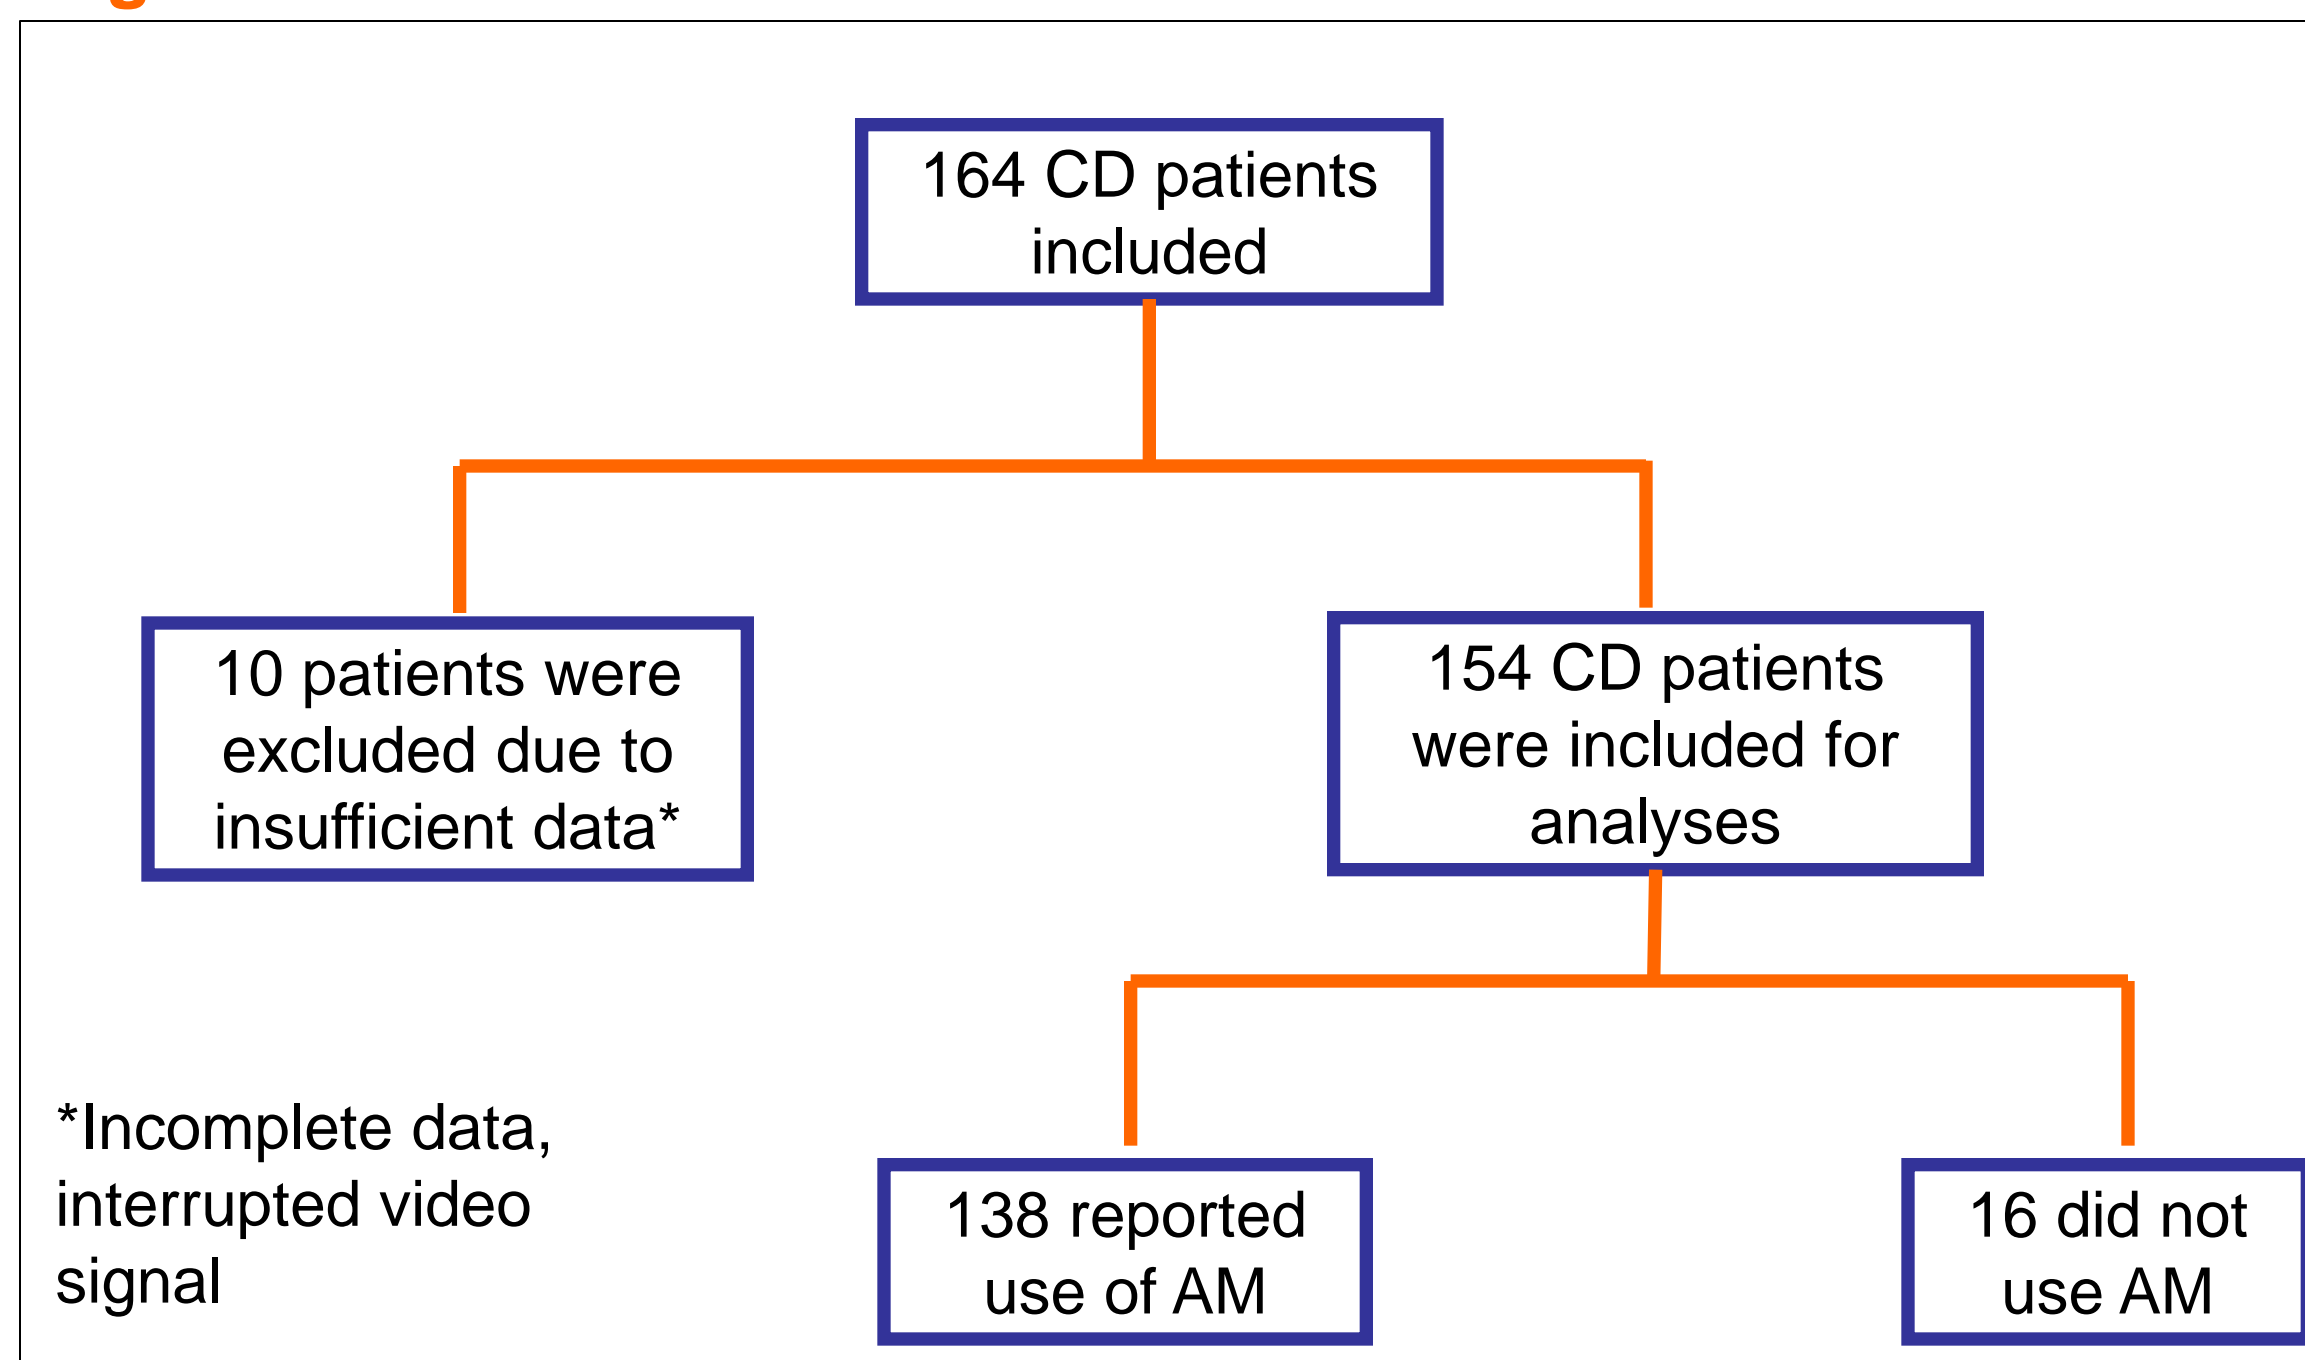 164 CD patients
included
10 patients were
excluded due to
insufficient data*
154 CD patients
were included for
analyses
*Incomplete data,
interrupted video
signal
138 reported
use of AM
16 did not
use AM